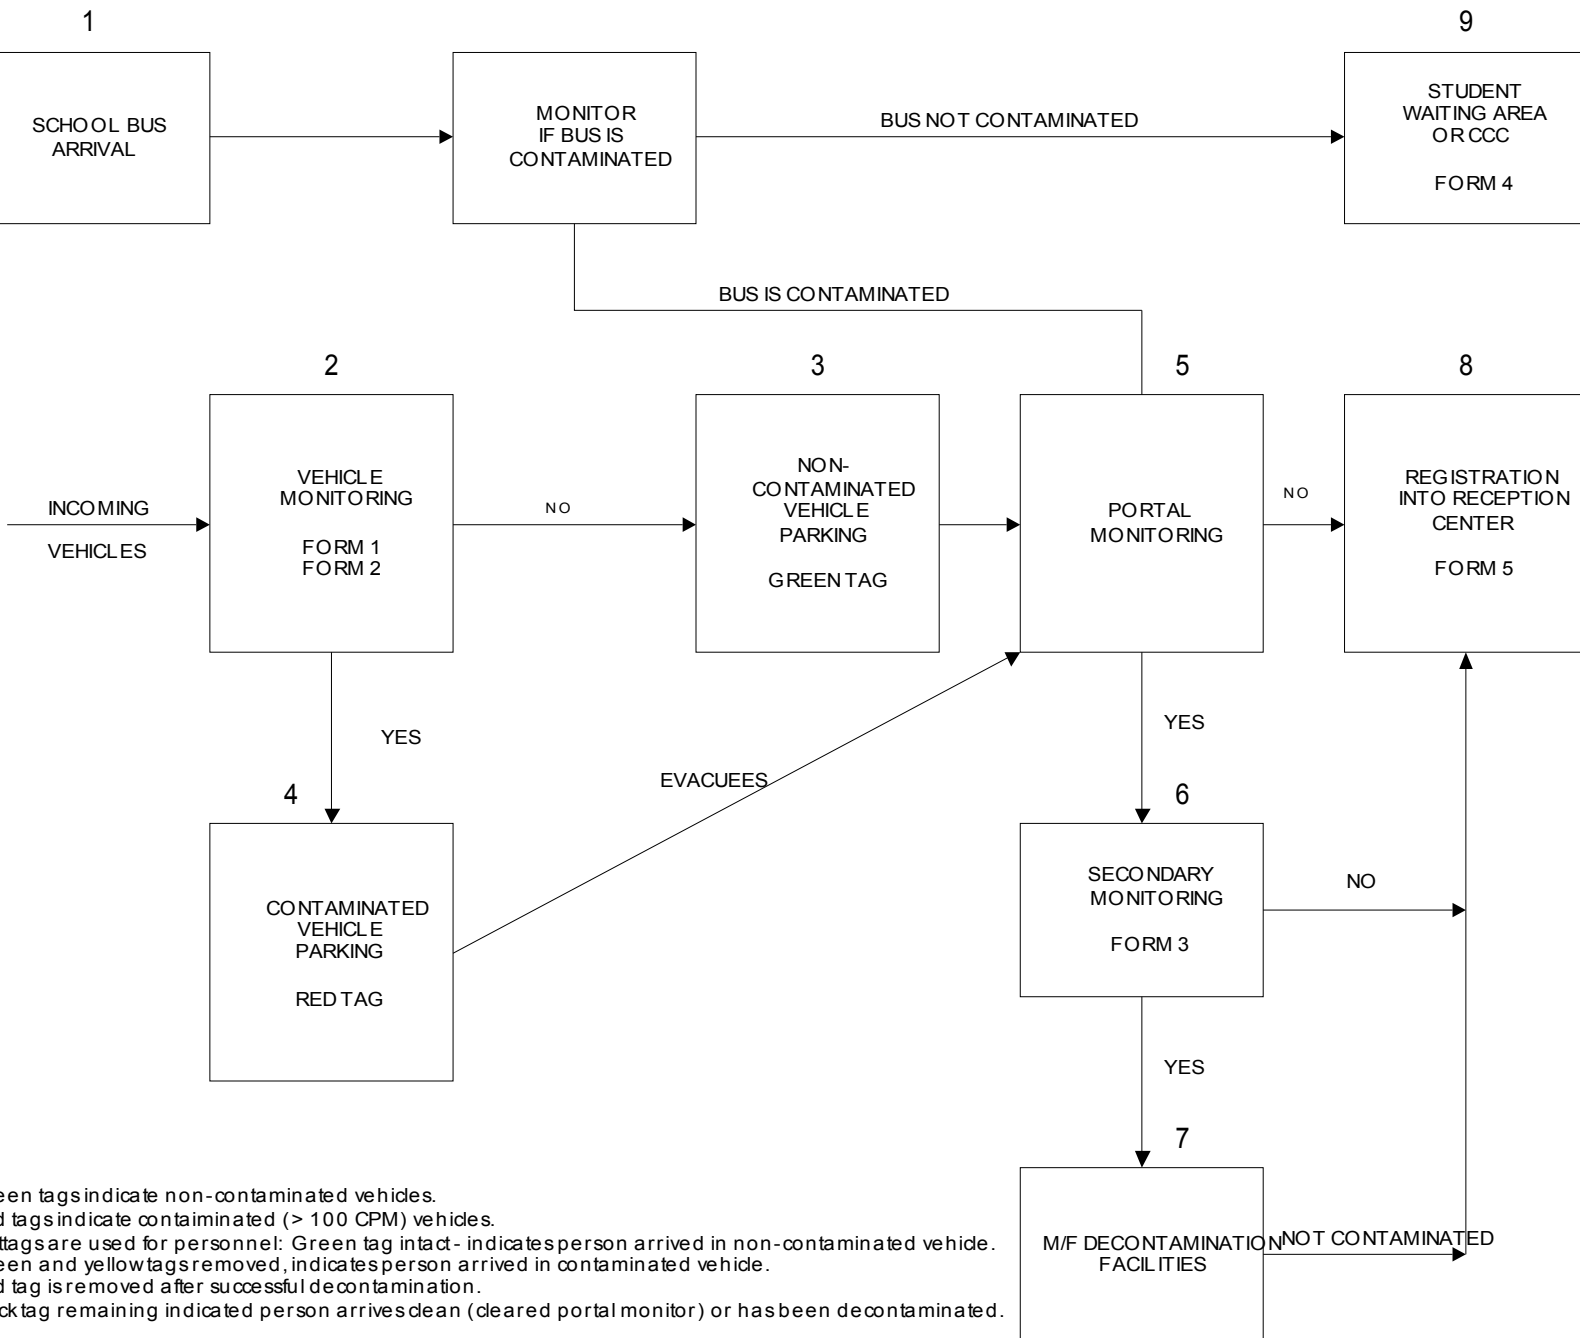 1
9
SCHOOL BUS
ARRIVAL
MONITOR
IF BUS IS
CONTAMINATED
BUS NOT CONTAMINATED
STUDENT
WAITING AREA
OR CCC
FORM 4
BUS IS CONTAMINATED
2
3
5
8
INCOMING
VEHICLES
VEHICLE
MONITORING
FORM 1
FORM 2
NO
NON-
CONTAMINATED
VEHICLE
PARKING
GREEN TAG
PORTAL
MONITORING
NO
REGISTRATION
INTO RECEPTION
CENTER
FORM 5
YES
YES
EVACUEES
4
6
CONTAMINATED
VEHICLE
PARKING
RED TAG
SECONDARY
MONITORING
FORM 3
NO
YES
7
M/F DECONTAMINATION
FACILITIES
NOT CONTAMINATED
een tags indicate non-contaminated vehicles.
d tags indicate contaiminated (> 100 CPM) vehicles.
ttags are used for personnel: Green tag intact - indicates person arrived in non-contaminated vehicle.
een and yellow tags removed, indicates person arrived in contaminated vehicle.
d tag is removed after successful decontamination.
ck tag remaining indicated person arrives clean (cleared portal monitor) or has been decontaminated.